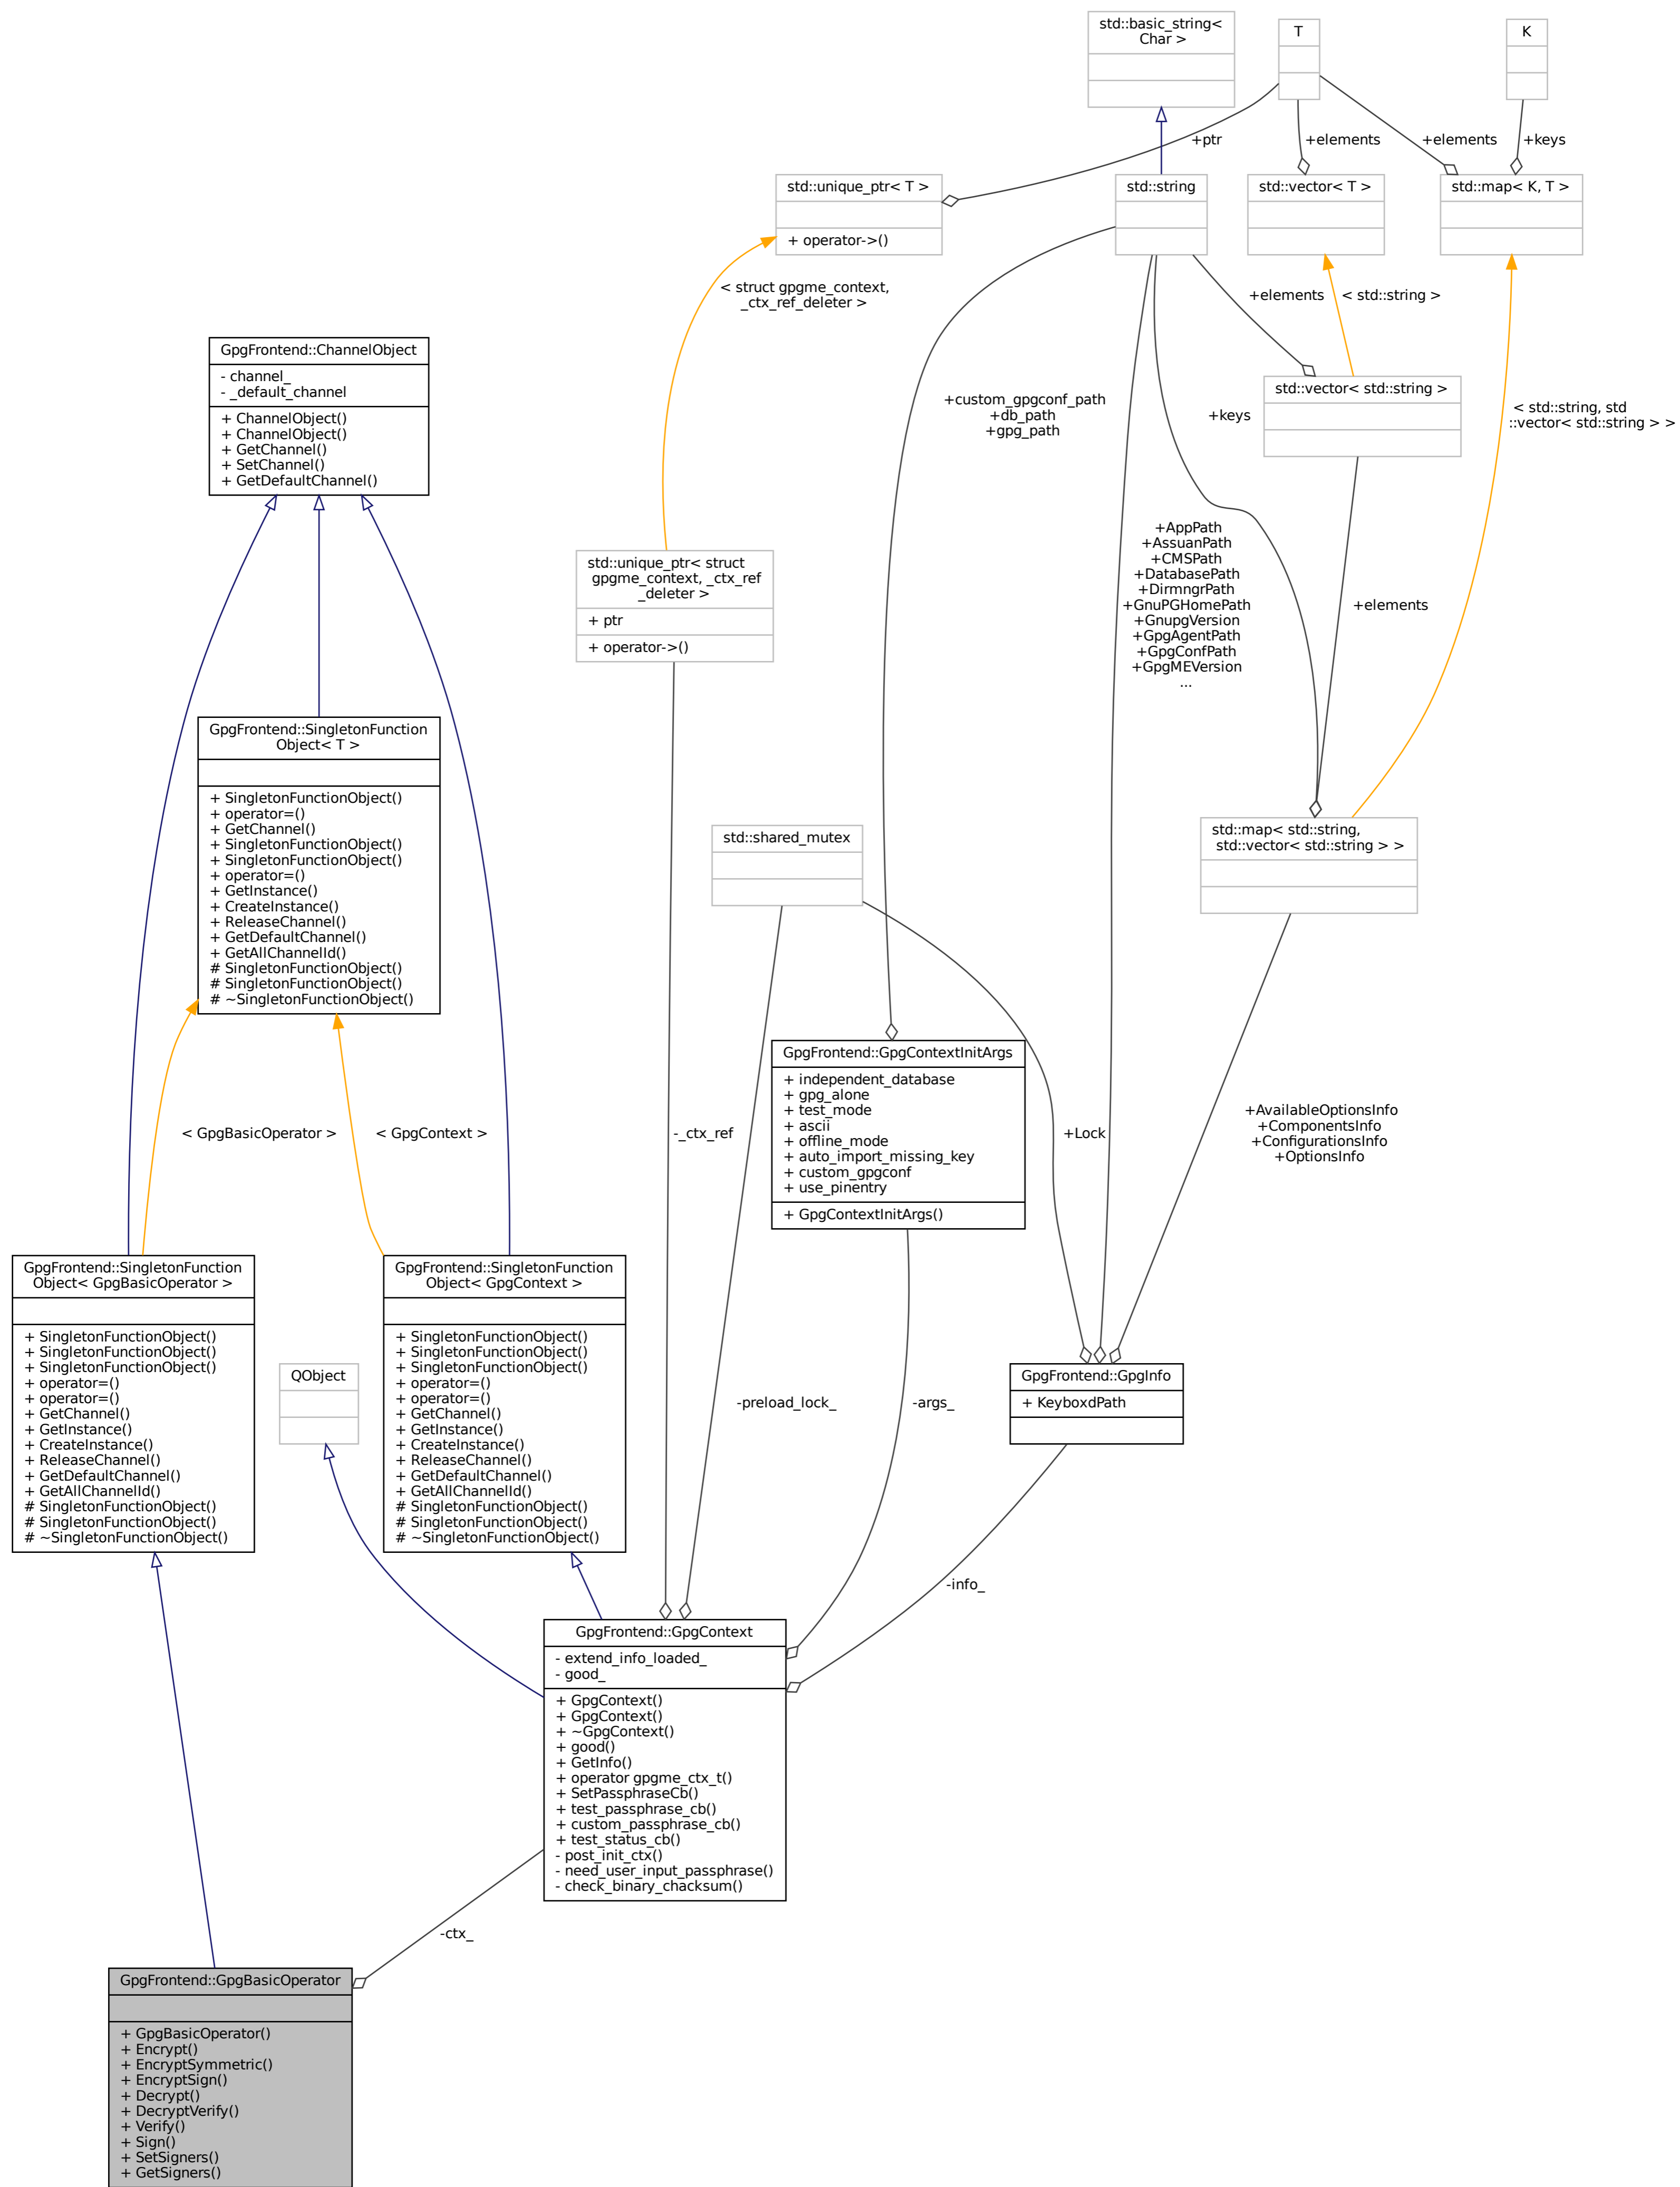 std::basic_string<
Char >
T
K
+ptr
+elements
+elements
+keys
std::unique_ptr< T >
+ operator->()
std::string
std::vector< T >
std::map< K, T >
< struct gpgme_context,
_ctx_ref_deleter >
+elements
< std::string >
GpgFrontend::ChannelObject
- channel_
- _default_channel
+ ChannelObject()
+ ChannelObject()
+ GetChannel()
+ SetChannel()
+ GetDefaultChannel()
+custom_gpgconf_path
+db_path
+gpg_path
+keys
std::vector< std::string >
< std::string, std
::vector< std::string > >
std::unique_ptr< struct
gpgme_context, _ctx_ref
_deleter >
+ ptr
+ operator->()
+AppPath
+AssuanPath
+CMSPath
+DatabasePath
+DirmngrPath
+GnuPGHomePath
+GnupgVersion
+GpgAgentPath
+GpgConfPath
+GpgMEVersion
...
+elements
GpgFrontend::SingletonFunction
Object< T >
+ SingletonFunctionObject()
+ operator=()
+ GetChannel()
+ SingletonFunctionObject()
+ SingletonFunctionObject()
+ operator=()
+ GetInstance()
+ CreateInstance()
+ ReleaseChannel()
+ GetDefaultChannel()
+ GetAllChannelId()
# SingletonFunctionObject()
# SingletonFunctionObject()
# ~SingletonFunctionObject()
std::shared_mutex
std::map< std::string,
std::vector< std::string > >
< GpgBasicOperator >
< GpgContext >
-_ctx_ref
GpgFrontend::GpgContextInitArgs
+ independent_database
+ gpg_alone
+ test_mode
+ ascii
+ offline_mode
+ auto_import_missing_key
+ custom_gpgconf
+ use_pinentry
+ GpgContextInitArgs()
+Lock
+AvailableOptionsInfo
+ComponentsInfo
+ConfigurationsInfo
+OptionsInfo
GpgFrontend::SingletonFunction
Object< GpgBasicOperator >
+ SingletonFunctionObject()
+ SingletonFunctionObject()
+ SingletonFunctionObject()
+ operator=()
+ operator=()
+ GetChannel()
+ GetInstance()
+ CreateInstance()
+ ReleaseChannel()
+ GetDefaultChannel()
+ GetAllChannelId()
# SingletonFunctionObject()
# SingletonFunctionObject()
# ~SingletonFunctionObject()
QObject
GpgFrontend::SingletonFunction
Object< GpgContext >
+ SingletonFunctionObject()
+ SingletonFunctionObject()
+ SingletonFunctionObject()
+ operator=()
+ operator=()
+ GetChannel()
+ GetInstance()
+ CreateInstance()
+ ReleaseChannel()
+ GetDefaultChannel()
+ GetAllChannelId()
# SingletonFunctionObject()
# SingletonFunctionObject()
# ~SingletonFunctionObject()
-preload_lock_
-args_
GpgFrontend::GpgInfo
+ KeyboxdPath
-info_
GpgFrontend::GpgContext
- extend_info_loaded_
- good_
+ GpgContext()
+ GpgContext()
+ ~GpgContext()
+ good()
+ GetInfo()
+ operator gpgme_ctx_t()
+ SetPassphraseCb()
+ test_passphrase_cb()
+ custom_passphrase_cb()
+ test_status_cb()
- post_init_ctx()
- need_user_input_passphrase()
- check_binary_chacksum()
-ctx_
GpgFrontend::GpgBasicOperator
+ GpgBasicOperator()
+ Encrypt()
+ EncryptSymmetric()
+ EncryptSign()
+ Decrypt()
+ DecryptVerify()
+ Verify()
+ Sign()
+ SetSigners()
+ GetSigners()